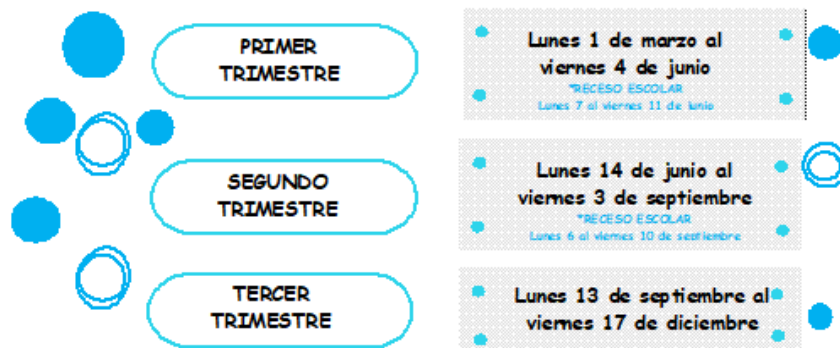 PRIMER
TRIMESTRE
Lunes 1 de marzo al
viernes 4 de junio
*RECESO ESCOLAR
Lunes 7 al viernes 11 de junio
SEGUNDO
TRIMESTRE
Lunes 14 de junio al
viernes 3 de septiembre
*RECESO ESCOLAR
Lunes 6 al viernes 10 de septiembre
TERCER
TRIMESTRE
Lunes 13 de septiembre al
viernes 17 de diciembre